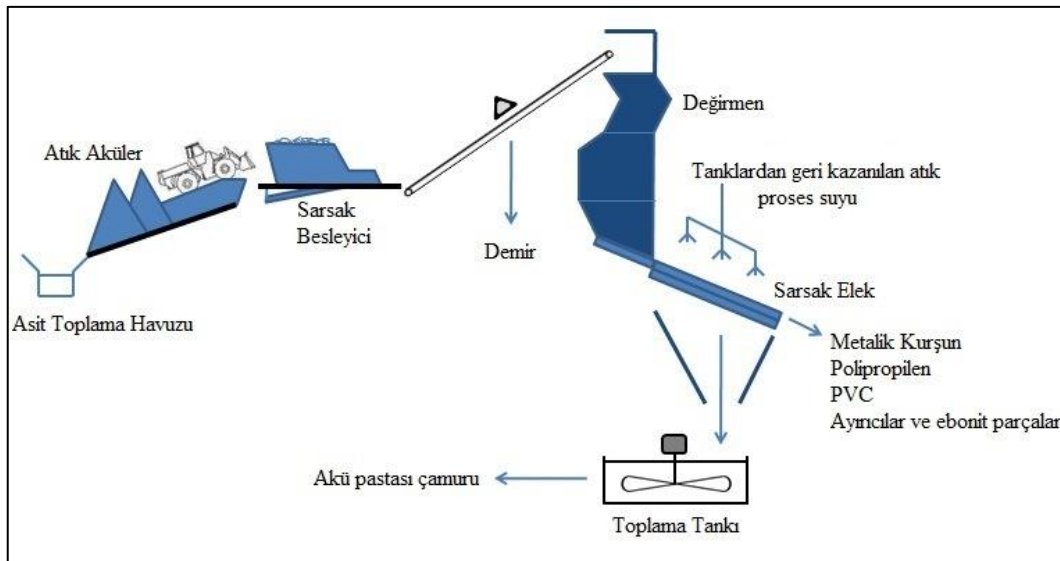 Atık Aküler
Asit Toplama Havuzu
Sarsak
Besleyici
Demir
Değirmen
Tanklardan geri kazanılan atık
proses suyu
Sarsak Elek
Metalik Kurşun
Polipropilen
PVC
Ayırıcılar ve ebonit parçalar
Akü pastası çamuru
Toplama Tankı